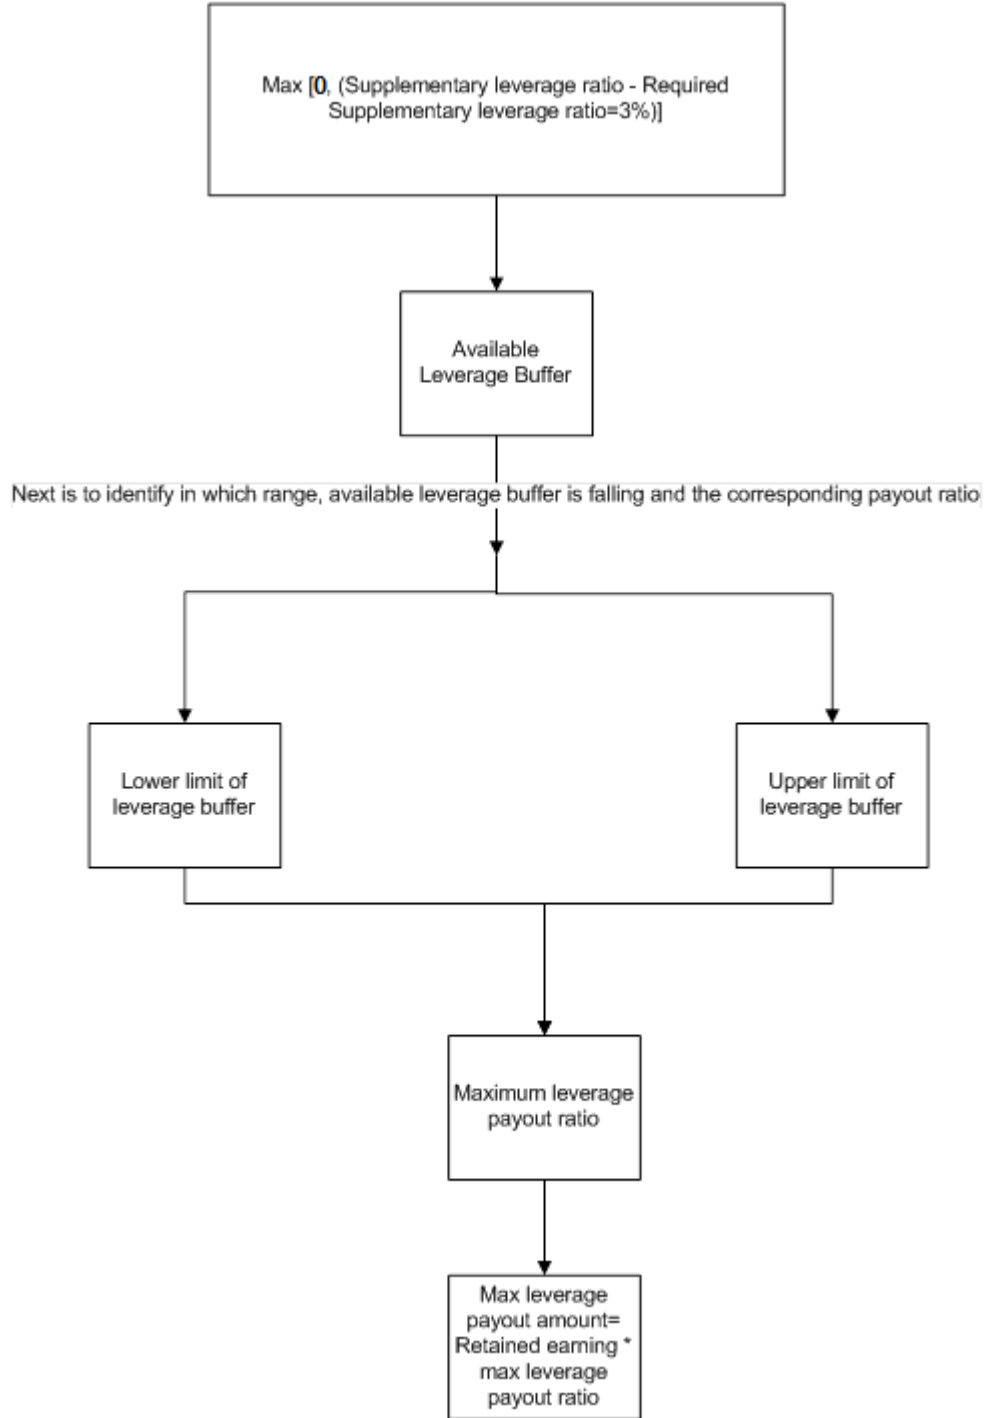 Max [0, (Supplementary leverage ratio - Required
Supplementary leverage ratio=3%)]
Available
Leverage Buffer
Next is to identify in which range, available leverage buffer is falling and the corresponding payout ratio
Lower limit of
leverage buffer
Upper limit of
leverage buffer
Maximum leverage
payout ratio
Max leverage
payout amount=
Retained earning *
max leverage
payout ratio